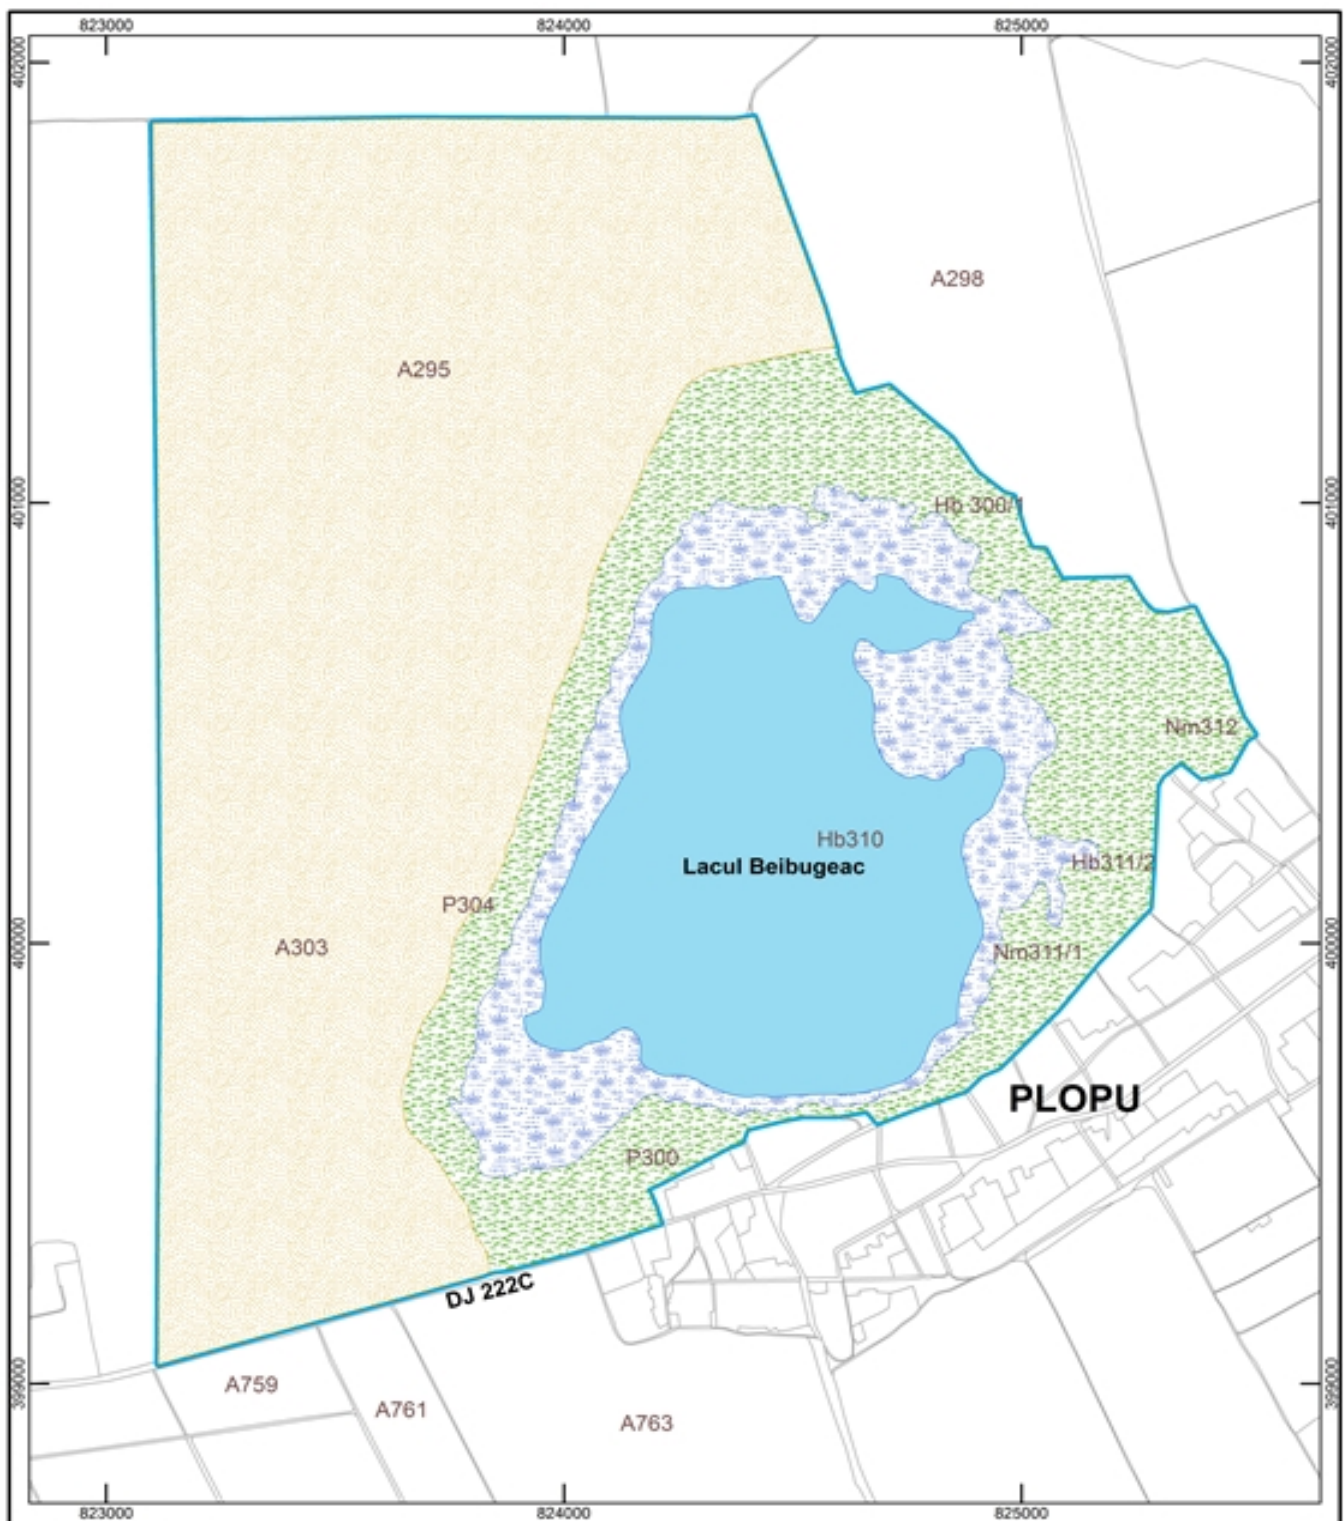 823000
824000
825000
402000
402000
A298
A295
401000
Hb 300/1
401000
Nm312
Hb310
Lacul Beibugeac
Hb311/2
P304
A303
Nm311/1
400000
400000
PLOPU
P300
DJ 222C
399000
399000
A759
A761
A763
823000
824000
825000